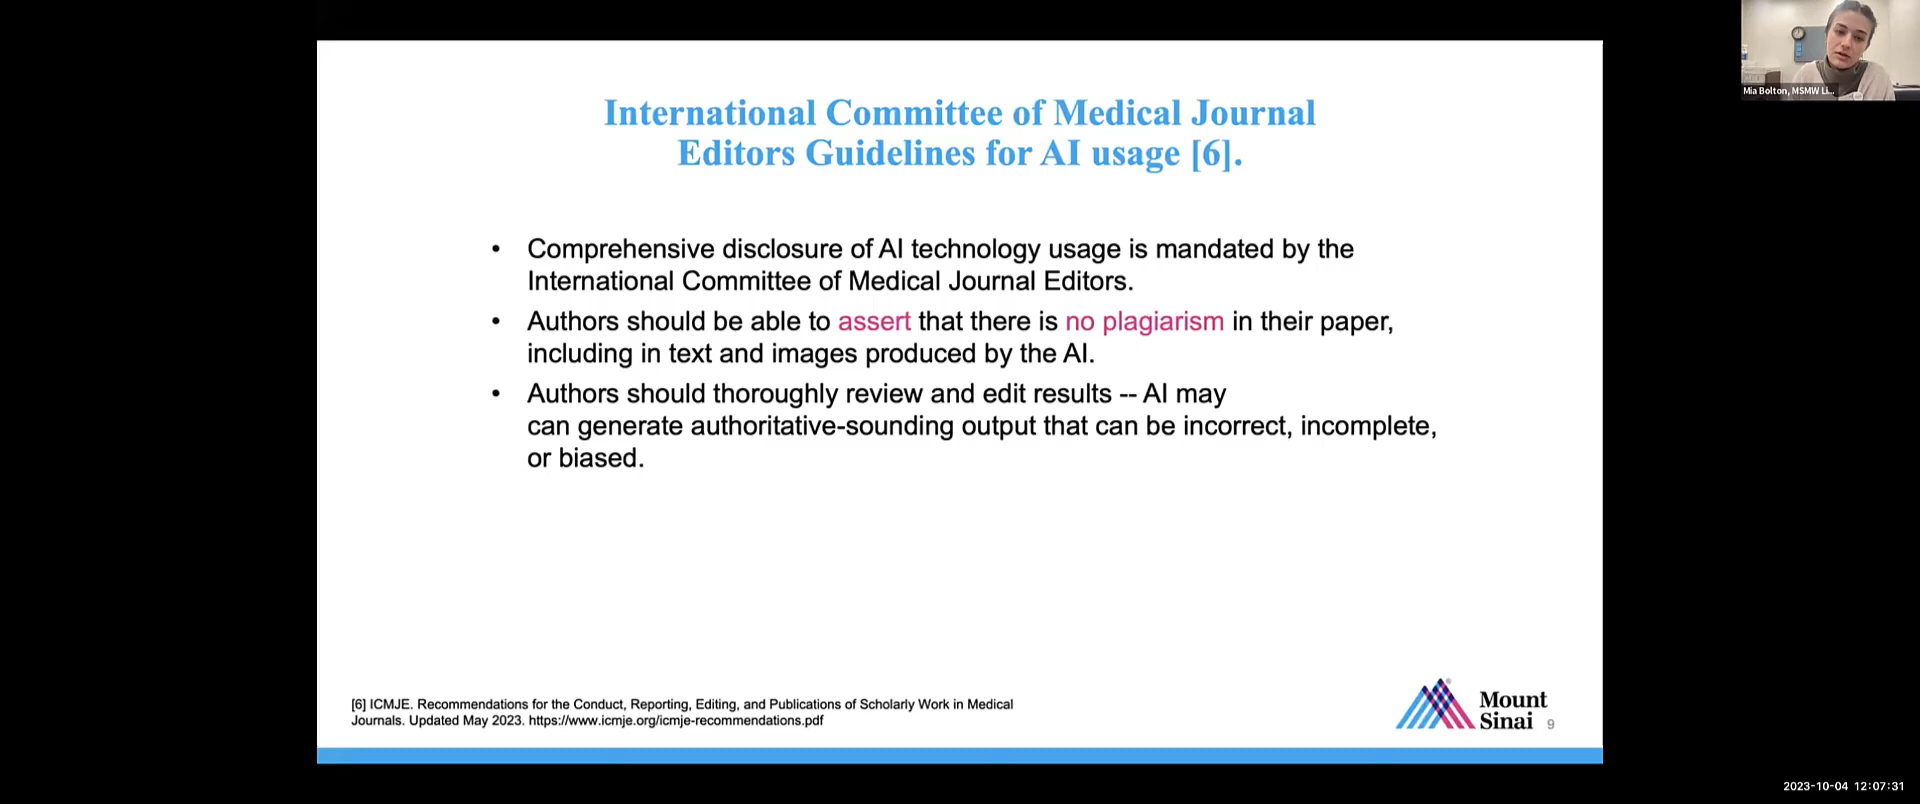 Mia Bolton, MSMW Li...
International Committee of Medical Journal
Editors Guidelines for AI usage [6].
• Comprehensive disclosure of AI technology usage is mandated by the
International Committee of Medical Journal Editors.
• Authors should be able to assert that there is no plagiarism in their paper,
including in text and images produced by the AI.
• Authors should thoroughly review and edit results -- AI may
can generate authoritative-sounding output that can be incorrect, incomplete,
or biased.
[6] ICMJE. Recommendations for the Conduct, Reporting, Editing, and Publications of Scholarly Work in Medical
Journals. Updated May 2023. https://www.icmje.org/icmje-recommendations.pdf
Mount
Sinai
9
2023-10-04 12:07:31